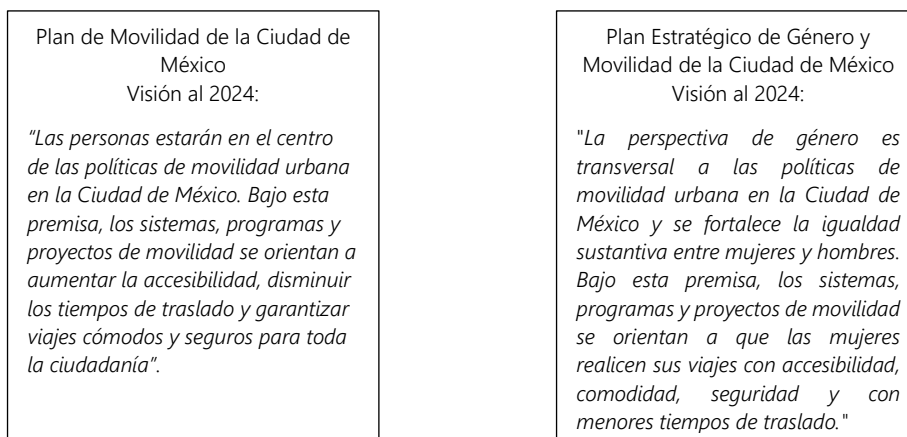 Plan de Movilidad de la Ciudad de
México
Visión al 2024:
“Las personas estarán en el centro
de las políticas de movilidad urbana
en la Ciudad de México. Bajo esta
premisa, los sistemas, programas y
proyectos de movilidad se orientan a
aumentar la accesibilidad, disminuir
los tiempos de traslado y garantizar
viajes cómodos y seguros para toda
la ciudadanía”.
Plan Estratégico de Género y
Movilidad de la Ciudad de México
Visión al 2024:
"La perspectiva de género es
transversal a las políticas de
movilidad urbana en la Ciudad de
México y se fortalece la igualdad
sustantiva entre mujeres y hombres.
Bajo esta premisa, los sistemas,
programas y proyectos de movilidad
se orientan a que las mujeres
realicen sus viajes con accesibilidad,
comodidad, seguridad y con
menores tiempos de traslado."